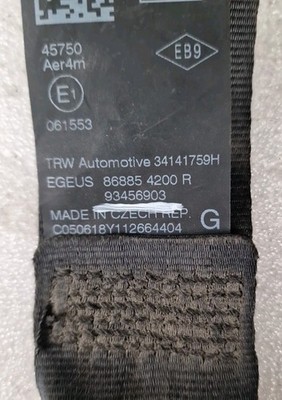 45750
Aer4m
EB9
E1
061553
TRW Automotive 34141759H
EGEUS 86885 4200 R
93456903
MADE IN CZECH REP. G
C050618Y112664404